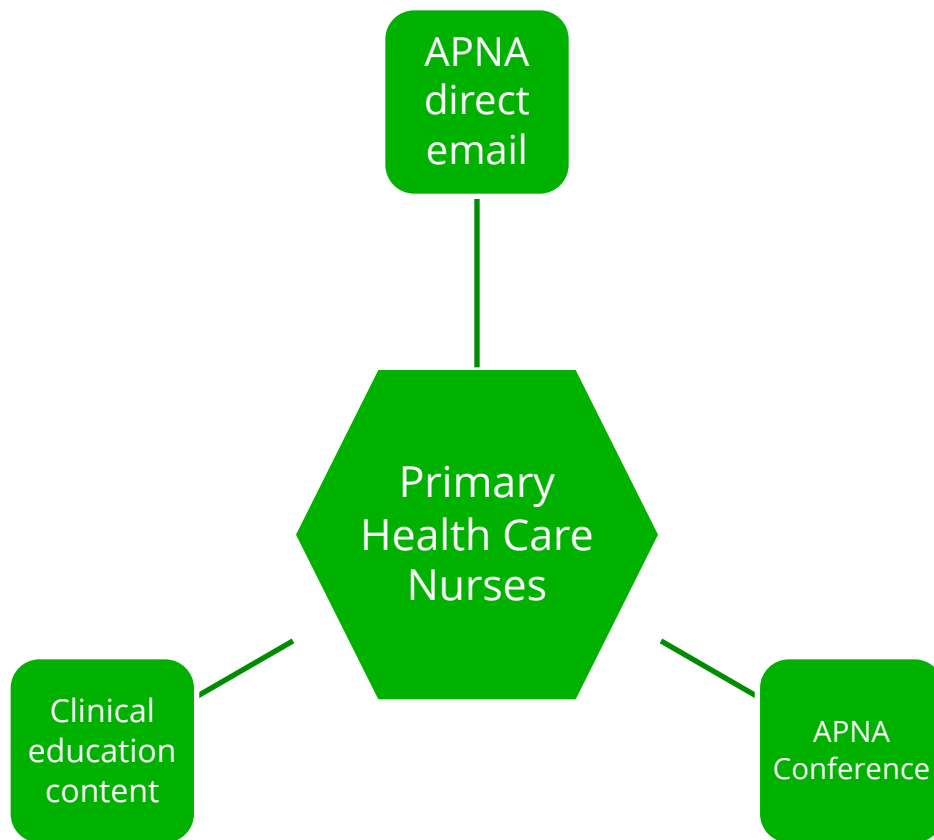 APNA
direct
email
Primary
Health Care
Nurses
Clinical
education
content
APNA
Conference